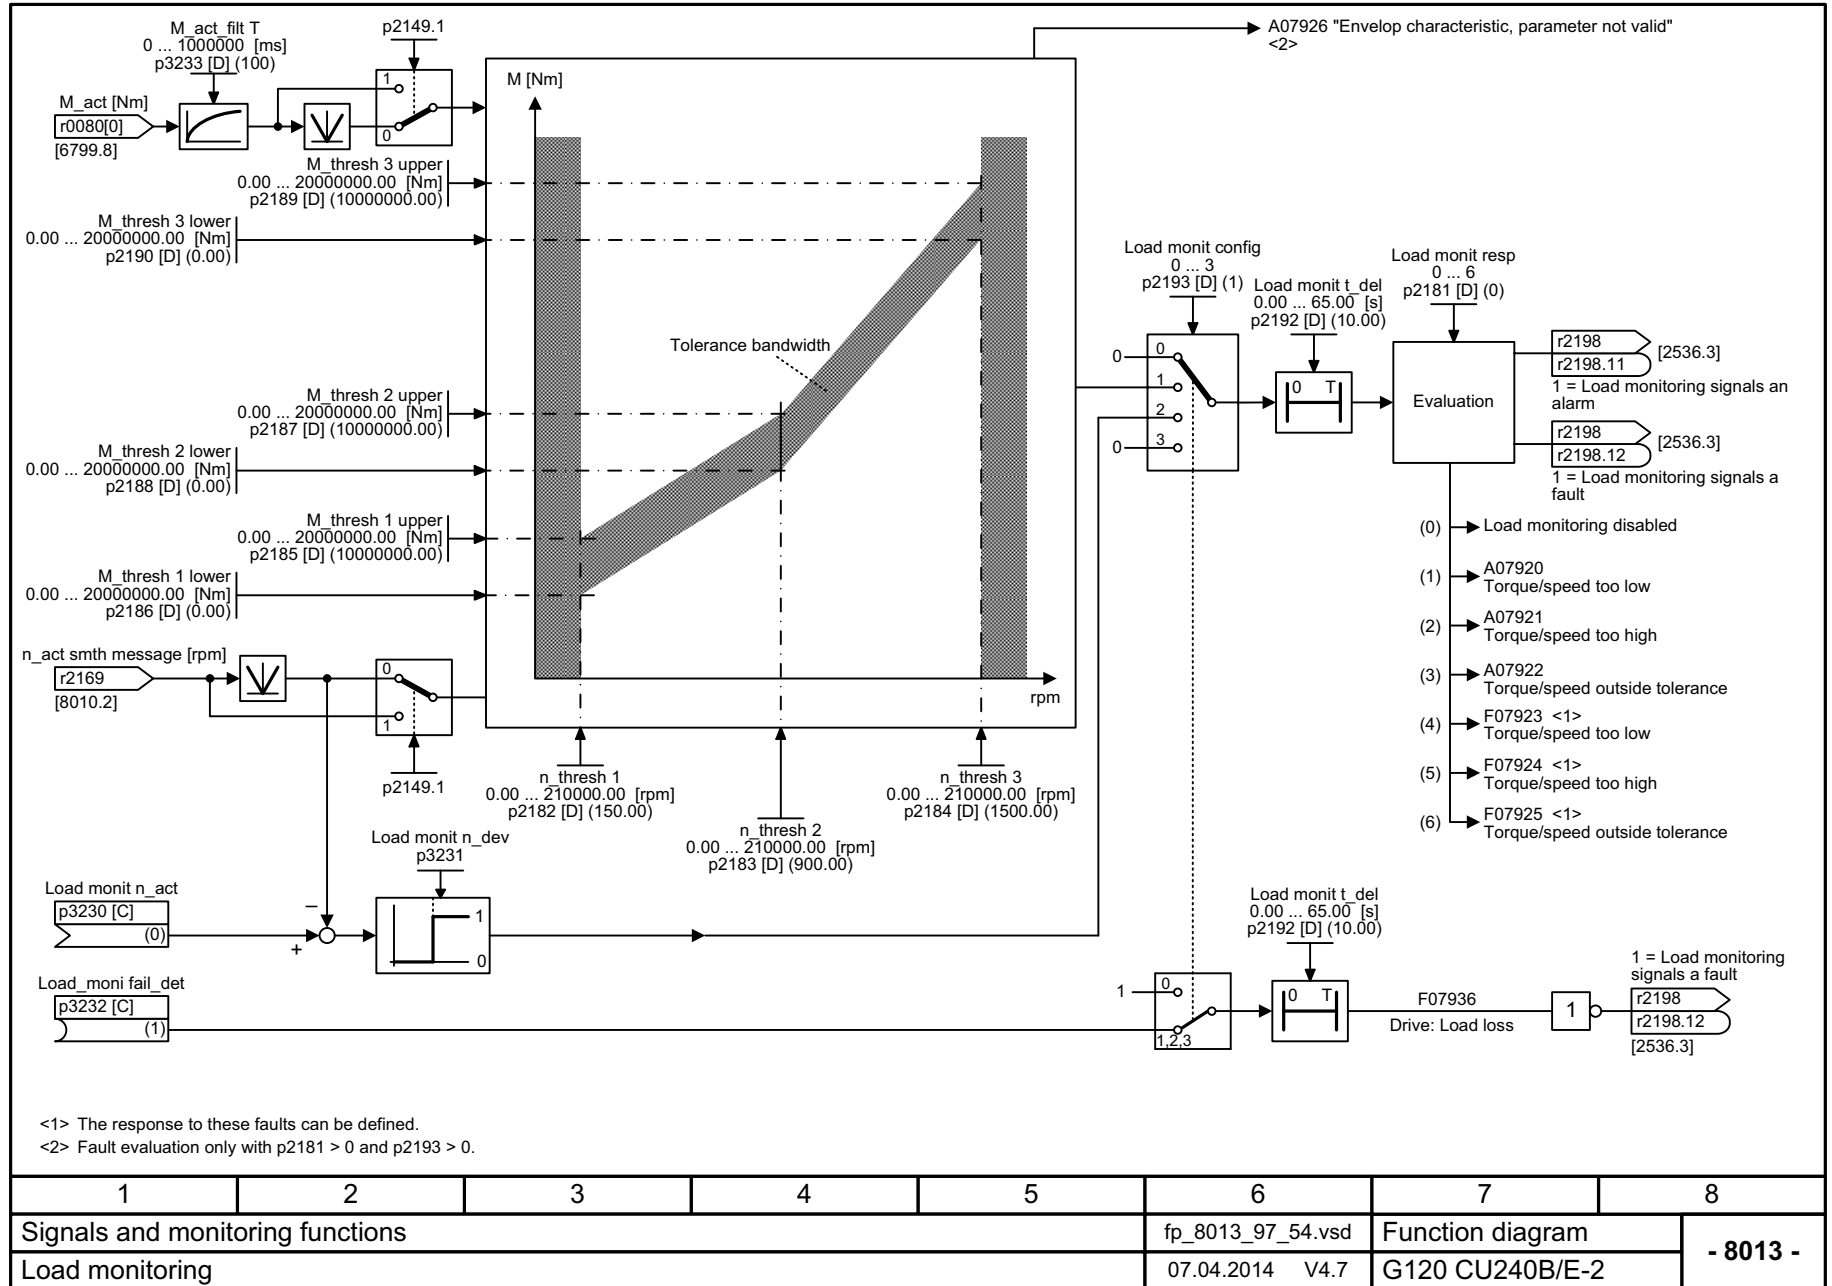 M_act_filt T
0 ... 1000000 [ms]
p3233 [D] (100)
p2149.1
1
0
M_act [Nm]
r0080[0]
[6799.8]
M_thresh 3 upper
0.00 ... 20000000.00 [Nm]
p2189 [D] (10000000.00)
M_thresh 3 lower
0.00 ... 20000000.00 [Nm]
p2190 [D] (0.00)
M_thresh 2 upper
0.00 ... 20000000.00 [Nm]
p2187 [D] (10000000.00)
M_thresh 2 lower
0.00 ... 20000000.00 [Nm]
p2188 [D] (0.00)
M_thresh 1 upper
0.00 ... 20000000.00 [Nm]
p2185 [D] (10000000.00)
M_thresh 1 lower
0.00 ... 20000000.00 [Nm]
p2186 [D] (0.00)
n_act smth message [rpm]
r2169
[8010.2]
0
1
p2149.1
M [Nm]
Tolerance bandwidth
rpm
A07926 "Envelop characteristic, parameter not valid"
<2>
n_thresh 1
0.00 ... 210000.00 [rpm]
p2182 [D] (150.00)
n_thresh 2
0.00 ... 210000.00 [rpm]
p2183 [D] (900.00)
n_thresh 3
0.00 ... 210000.00 [rpm]
p2184 [D] (1500.00)
Load monit config
0 ... 3
p2193 [D] (1)
0
0
1
2
0
3
Load monit t_del
0.00 ... 65.00 [s]
p2192 [D] (10.00)
0 T
Load monit resp
0 ... 6
p2181 [D] (0)
Evaluation
r2198
r2198.11
[2536.3]
1 = Load monitoring signals an
alarm
r2198
r2198.12
[2536.3]
1 = Load monitoring signals a
fault
(0) Load monitoring disabled
(1) A07920
Torque/speed too low
(2) A07921
Torque/speed too high
(3) A07922
Torque/speed outside tolerance
(4) F07923 <1>
Torque/speed too low
(5) F07924 <1>
Torque/speed too high
(6) F07925 <1>
Torque/speed outside tolerance
Load monit n_dev
p3231
1
0
Load monit n_act
p3230 [C]
(0)
–
+
Load_moni fail_det
p3232 [C]
(1)
1
0
1,2,3
Load monit t_del
0.00 ... 65.00 [s]
p2192 [D] (10.00)
0 T
F07936
Drive: Load loss
1
1 = Load monitoring
signals a fault
r2198
r2198.12
[2536.3]
<1> The response to these faults can be defined.
<2> Fault evaluation only with p2181 > 0 and p2193 > 0.
1 2 3 4 5 6 7 8
Signals and monitoring functions
fp_8013_97_54.vsd
Function diagram
- 8013 -
Load monitoring
07.04.2014 V4.7
G120 CU240B/E-2